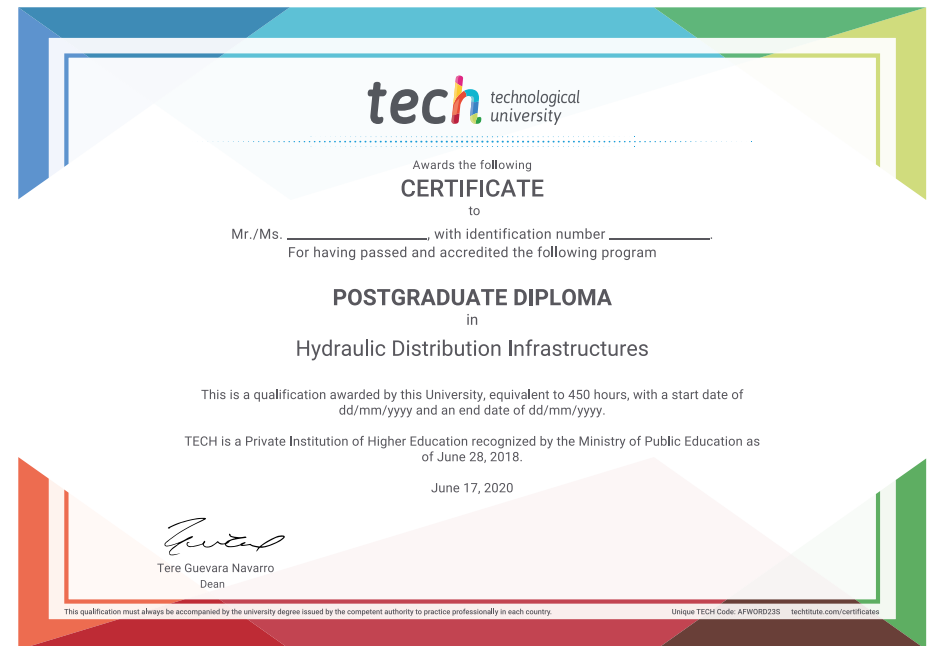 tech technological
university
Awards the following
CERTIFICATE
to
Mr./Ms. ____________________, with identification number ______________.
For having passed and accredited the following program
POSTGRADUATE DIPLOMA
in
Hydraulic Distribution Infrastructures
This is a qualification awarded by this University, equivalent to 450 hours, with a start date of
dd/mm/yyyy and an end date of dd/mm/yyyy.
TECH is a Private Institution of Higher Education recognized by the Ministry of Public Education as
of June 28, 2018.
June 17, 2020
Tere Guevara Navarro
Dean
This qualification must always be accompanied by the university degree issued by the competent authority to practice professionally in each country.
Unique TECH Code: AFWORD23S techtitute.com/certificates